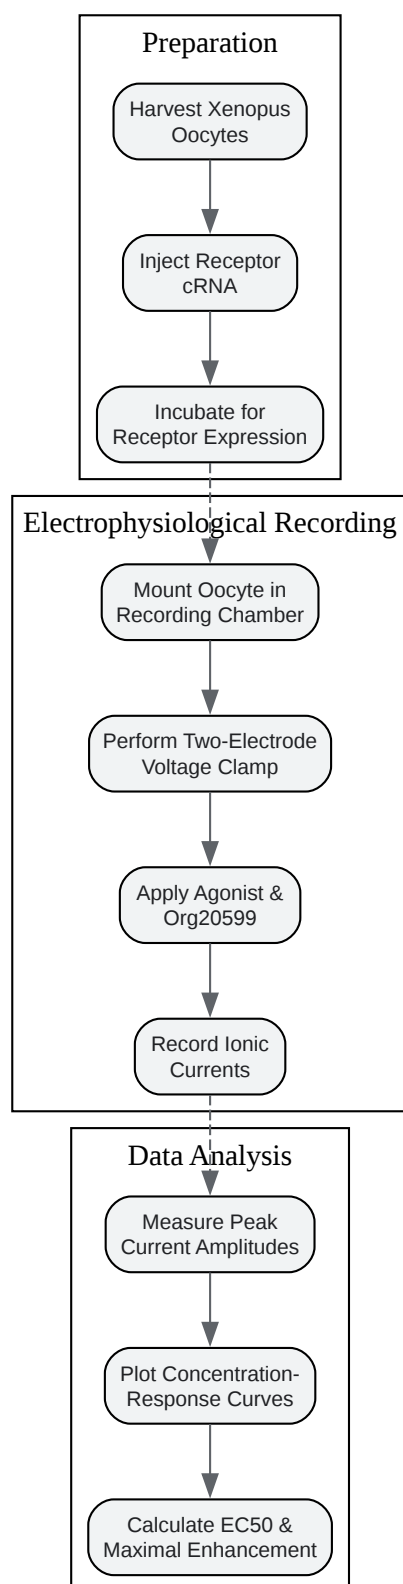 Preparation
Harvest Xenopus
Oocytes
Inject Receptor
cRNA
Incubate for
Receptor Expression
Electrophysiological Recording
Mount Oocyte in
Recording Chamber
Perform Two-Electrode
Voltage Clamp
Apply Agonist &
Org20599
Record Ionic
Currents
Data Analysis
Measure Peak
Current Amplitudes
Plot Concentration-
Response Curves
Calculate EC50 &
Maximal Enhancement